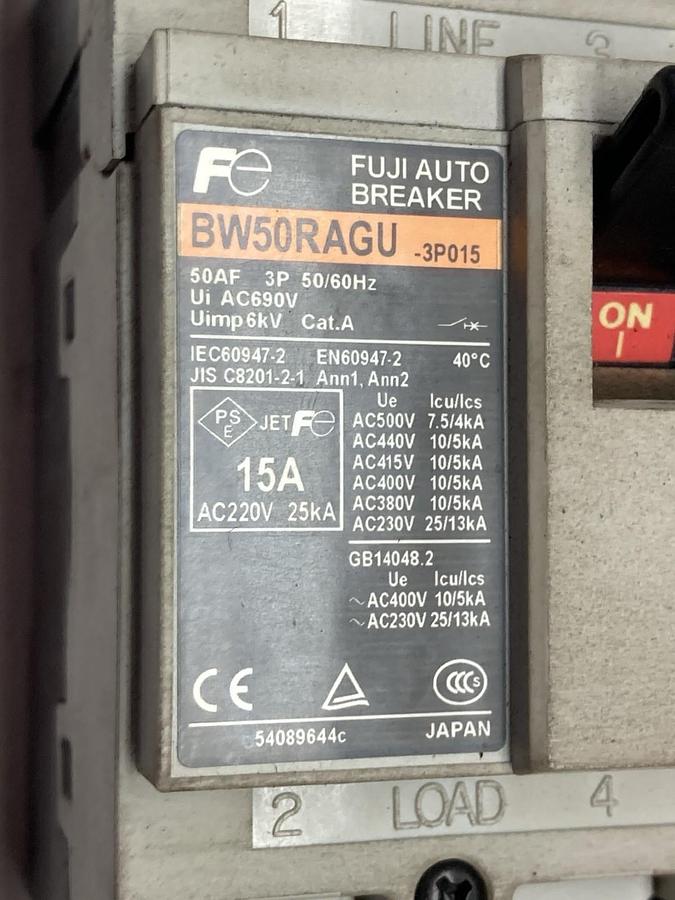 1 LINE 3
Fe FUJI AUTO
BREAKER
BW50RAGU -3P015
50AF 3P 50/60Hz
Ui AC690V
Uimp6kV Cat.A
IEC60947-2 EN60947-2 40°C
JIS C8201-2-1 Ann1, Ann2
PS
E
JET Fe
15A
AC220V 25kA
Ue Icu/Ics
AC500V 7.5/4kA
AC440V 10/5kA
AC415V 10/5kA
AC400V 10/5kA
AC380V 10/5kA
AC230V 25/13kA
GB14048.2
Ue Icu/Ics
~AC400V 10/5kA
~AC230V 25/13kA
CE CCC S
54089644c JAPAN
ON
I
2 LOAD 4